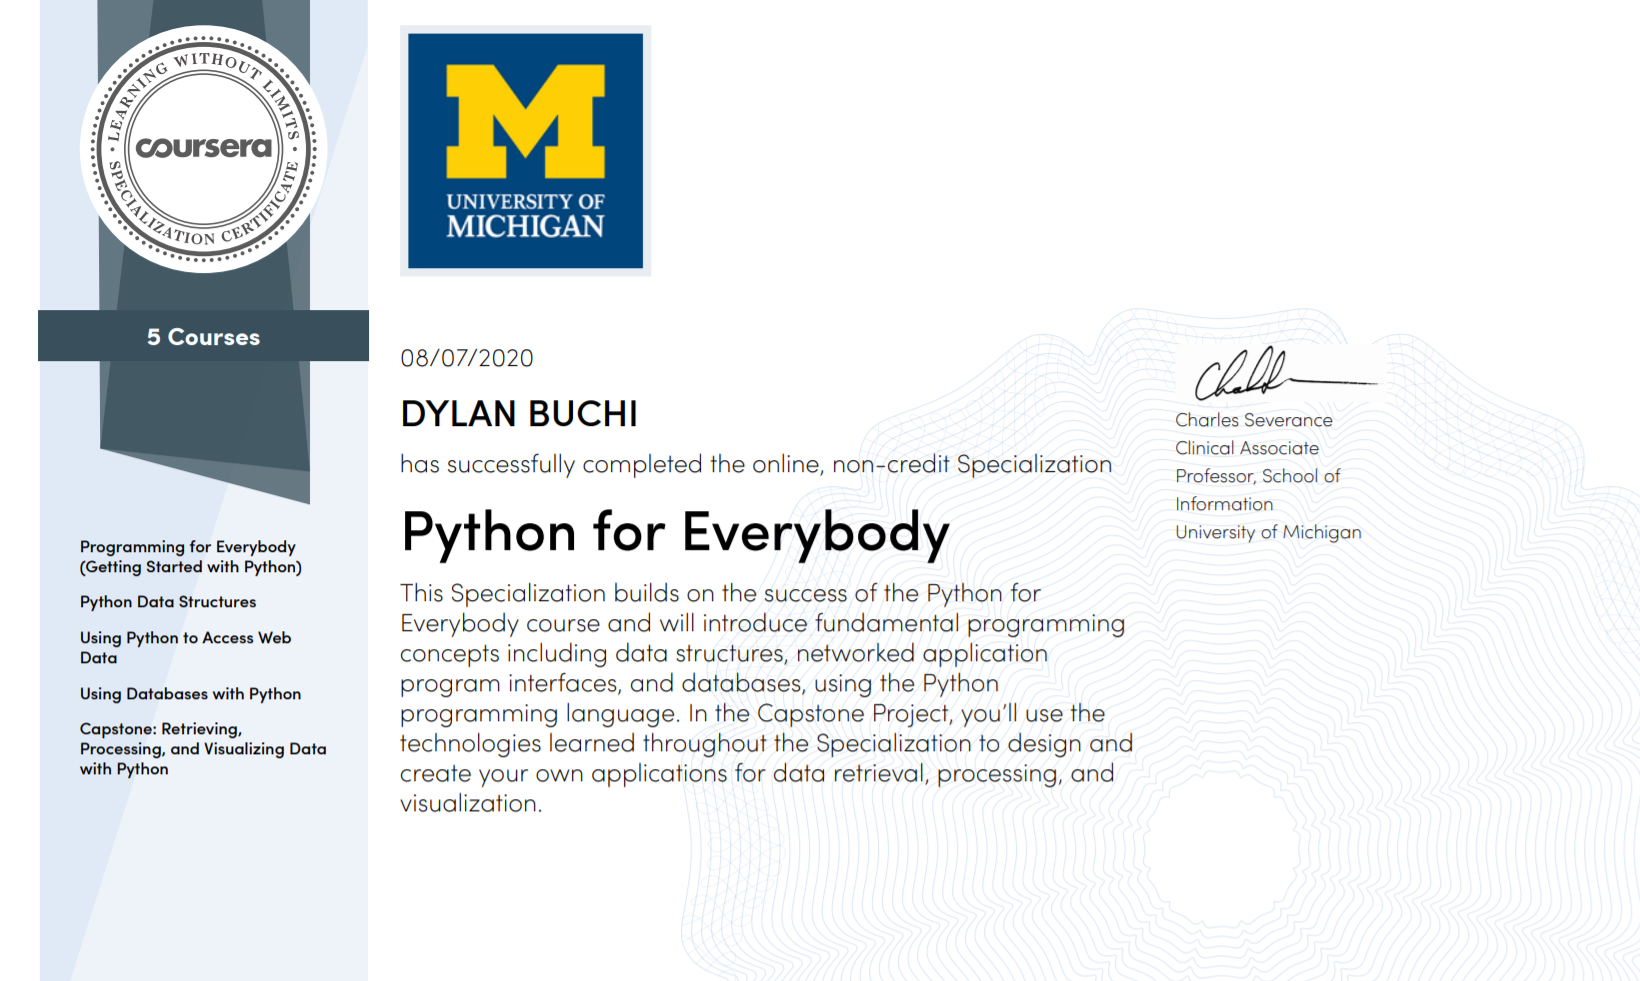 LEARNING WITHOUT LIMITS
coursera
SPECIALIZATION CERTIFICATE
5 Courses
Programming for Everybody
(Getting Started with Python)
Python Data Structures
Using Python to Access Web
Data
Using Databases with Python
Capstone: Retrieving,
Processing, and Visualizing Data
with Python
M
UNIVERSITY OF
MICHIGAN
08/07/2020
DYLAN BUCHI
has successfully completed the online, non-credit Specialization
Python for Everybody
This Specialization builds on the success of the Python for
Everybody course and will introduce fundamental programming
concepts including data structures, networked application
program interfaces, and databases, using the Python
programming language. In the Capstone Project, you’ll use the
technologies learned throughout the Specialization to design and
create your own applications for data retrieval, processing, and
visualization.
Charles Severance
Clinical Associate
Professor, School of
Information
University of Michigan